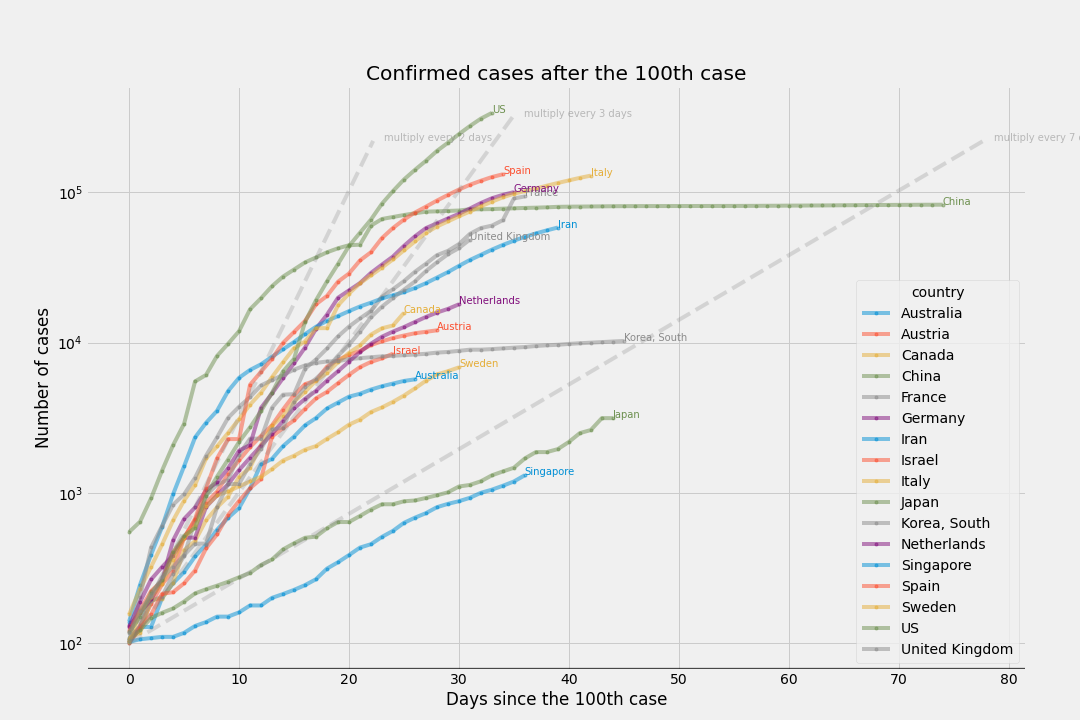 Confirmed cases after the 100th case
US
multiply every 3 days
multiply every 2 days
multiply every 7
Spain
Italy
Germany
France
China
Iran
United Kingdom
Netherlands
Canada
Austria
Korea, South
Israel
Sweden
Australia
Japan
Singapore
Number of cases
10^5
10^4
10^3
10^2
0 10 20 30 40 50 60 70 80
Days since the 100th case
country
Australia
Austria
Canada
China
France
Germany
Iran
Israel
Italy
Japan
Korea, South
Netherlands
Singapore
Spain
Sweden
US
United Kingdom